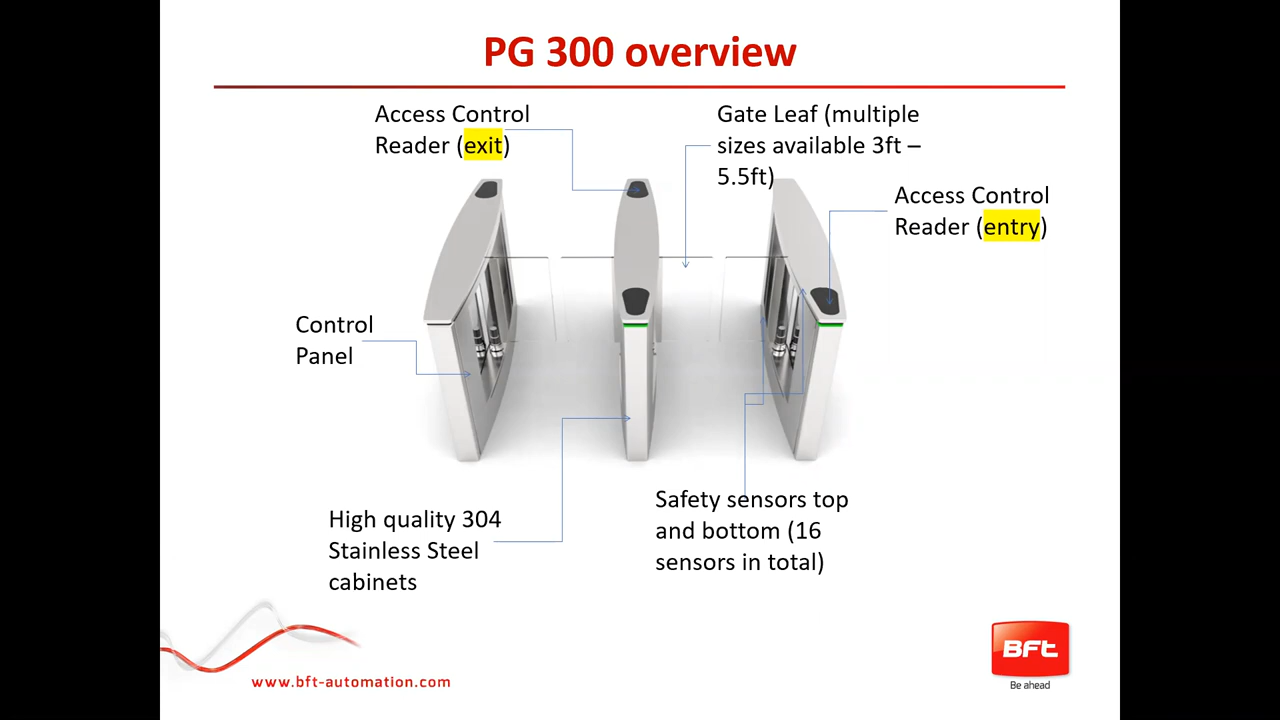 PG 300 overview
Access Control
Reader (exit)
Gate Leaf (multiple
sizes available 3ft –
5.5ft)
Access Control
Reader (entry)
Control
Panel
High quality 304
Stainless Steel
cabinets
Safety sensors top
and bottom (16
sensors in total)
www.bft-automation.com
BFt
Be ahead